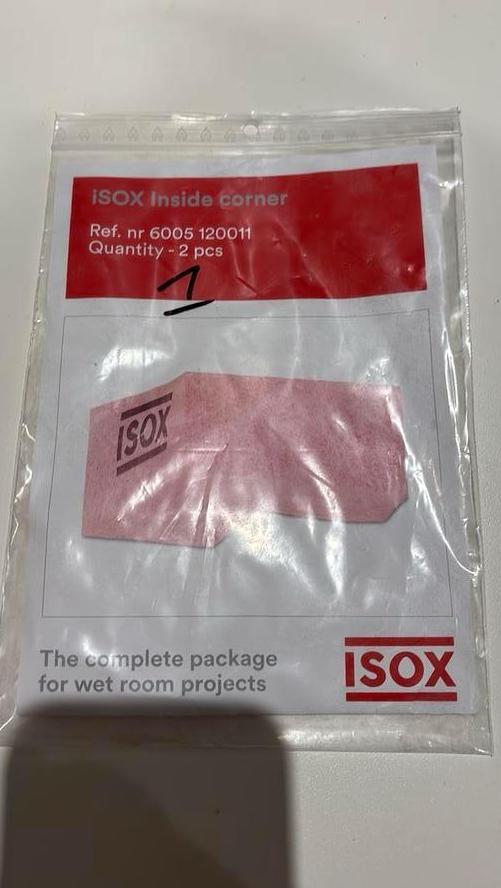 iSOX Inside corner
Ref. nr 6005 120011
Quantity - 2 pcs
1
ISOX
The complete package
for wet room projects
ISOX